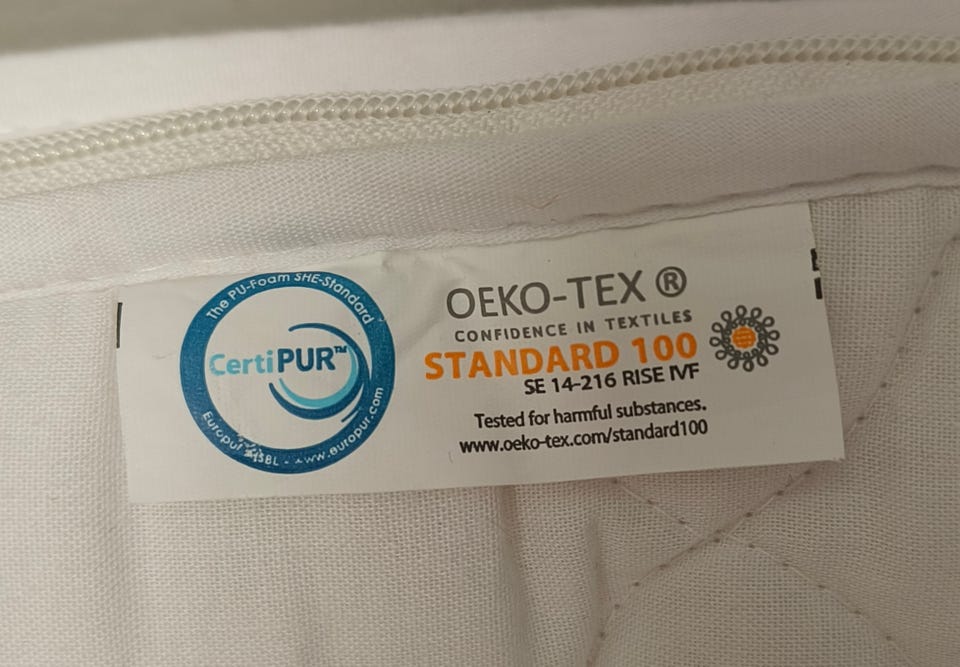 The PU-Foam SHE-Standard
CertiPUR™
Europur AISBL - www.europur.com
OEKO-TEX ®
CONFIDENCE IN TEXTILES
STANDARD 100
SE 14-216 RISE IVF
Tested for harmful substances.
www.oeko-tex.com/standard100